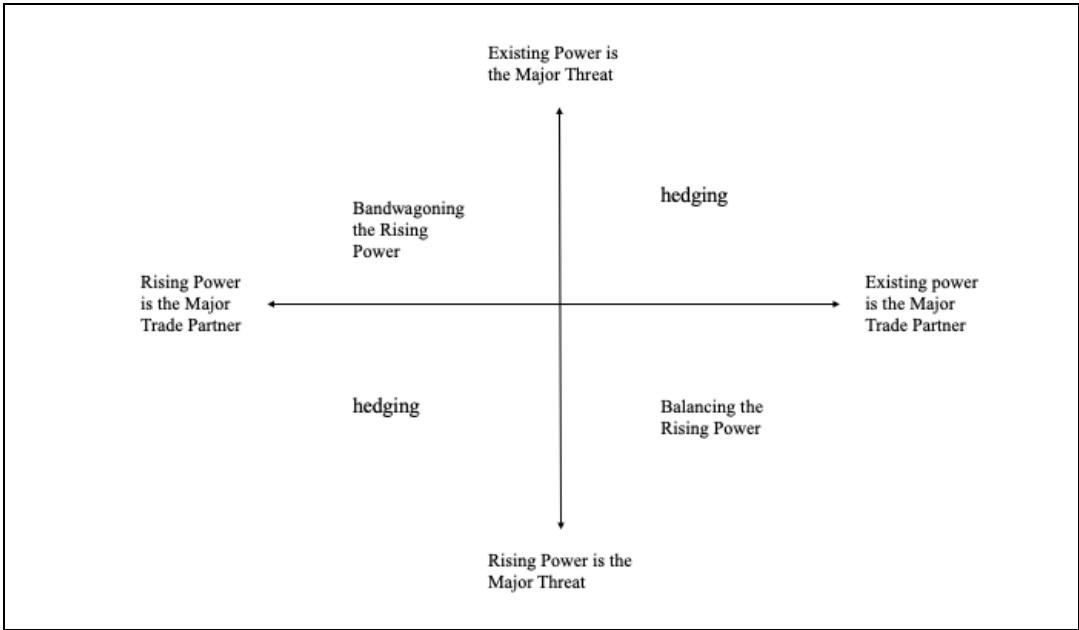 Existing Power is
the Major Threat
hedging
Bandwagoning
the Rising
Power
Rising Power
is the Major
Trade Partner
Existing power
is the Major
Trade Partner
hedging
Balancing the
Rising Power
Rising Power is the
Major Threat